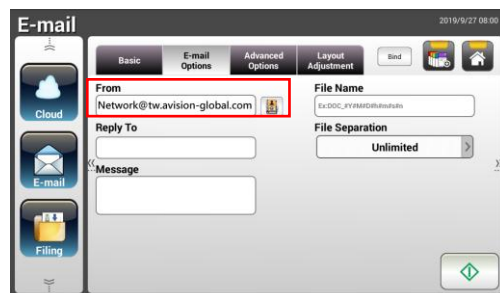 E-mail
2019/9/27 08:00
Basic
E-mail Options
Advanced Options
Layout Adjustment
Bind
From
Network@tw.avision-global.com
File Name
Reply To
File Separation
Unlimited
Message
Cloud
E-mail
Filing